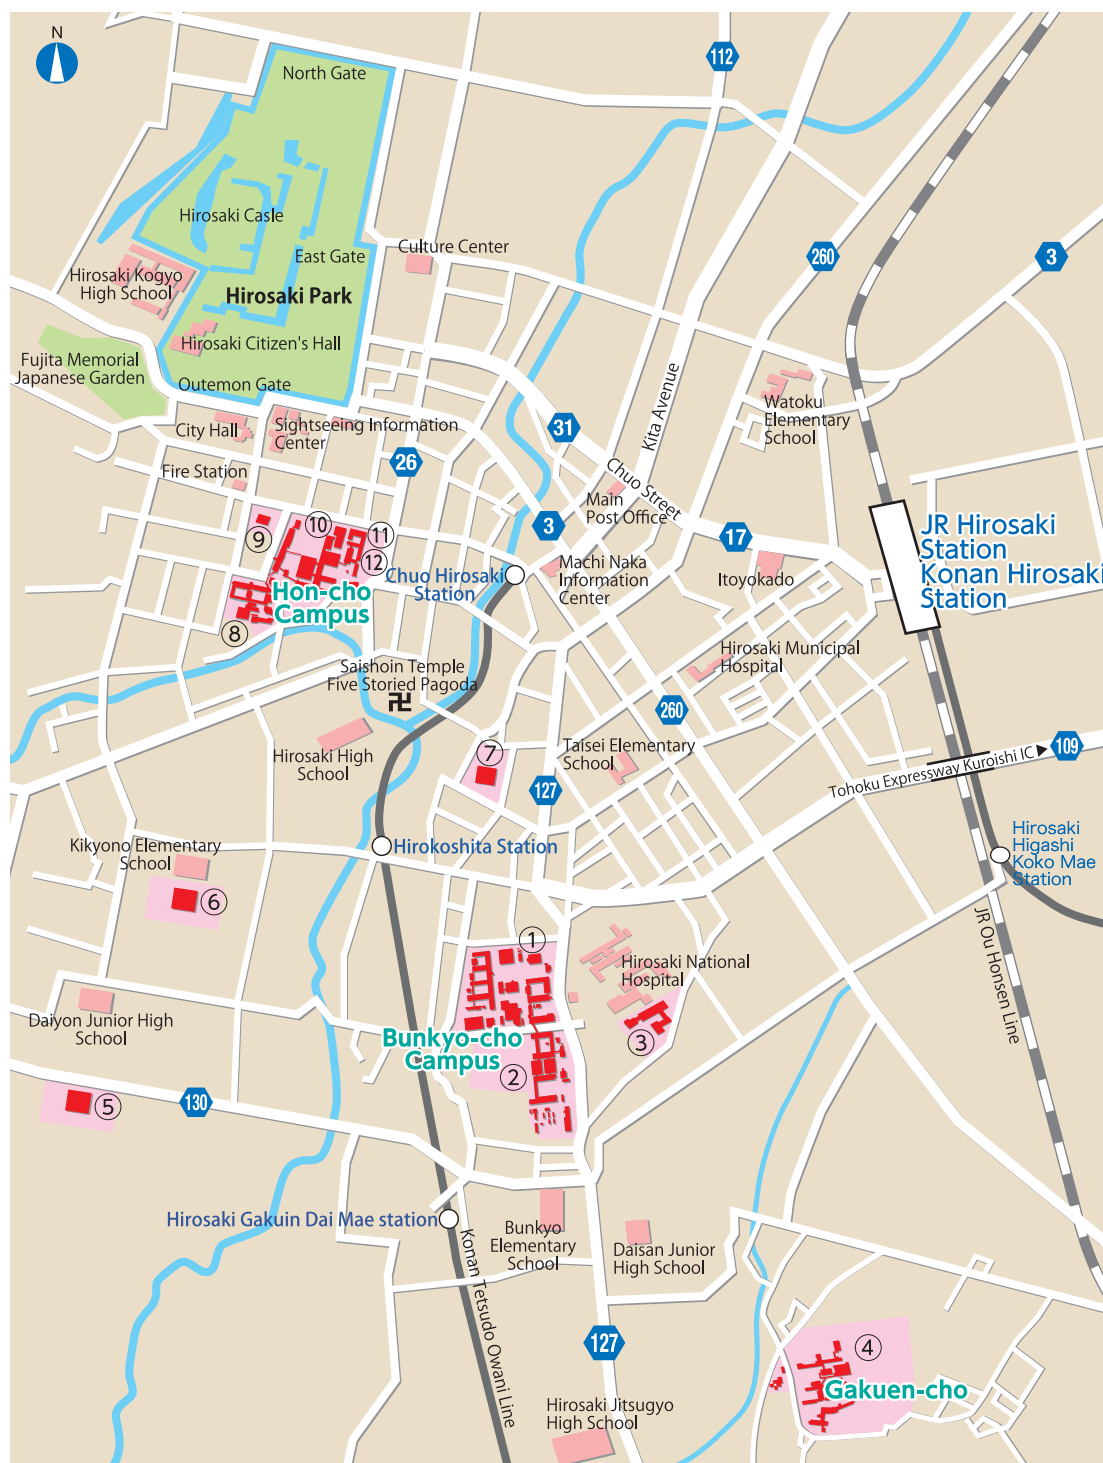 N
North Gate
112
Hirosaki Casle
East Gate
Culture Center
260
3
Hirosaki Kogyo
High School
Hirosaki Park
Hirosaki Citizen's Hall
Fujita Memorial
Japanese Garden
Outemon Gate
Kita Avenue
Watoku
Elementary
School
City Hall
Sightseeing Information
Center
31
26
Fire Station
Chuo Street
Main
Post Office
3
17
⑨
⑩
⑪
⑫
JR Hirosaki
Station
Konan Hirosaki
Station
Chuo Hirosaki
Station
Machi Naka
Information
Center
Itoyokado
Hon-cho
Campus
⑧
Hirosaki Municipal
Hospital
Saishoin Temple
Five Storied Pagoda
卍
260
Hirosaki High
School
⑦
Taisei Elementary
School
127
Tohoku Expressway Kuroishi IC
109
Kikyono Elementary
School
Hirokoshita Station
Hirosaki
Higashi
Koko Mae
Station
⑥
①
Hirosaki National
Hospital
JR Ou Honsen Line
Daiyon Junior High
School
Bunkyo-cho
Campus
③
②
⑤
130
Hirosaki Gakuin Dai Mae station
Bunkyo
Elementary
School
Daisan Junior
High School
Konan Tetsudo Owani Line
127
④
Gakuen-cho
Hirosaki Jitsugyo
High School